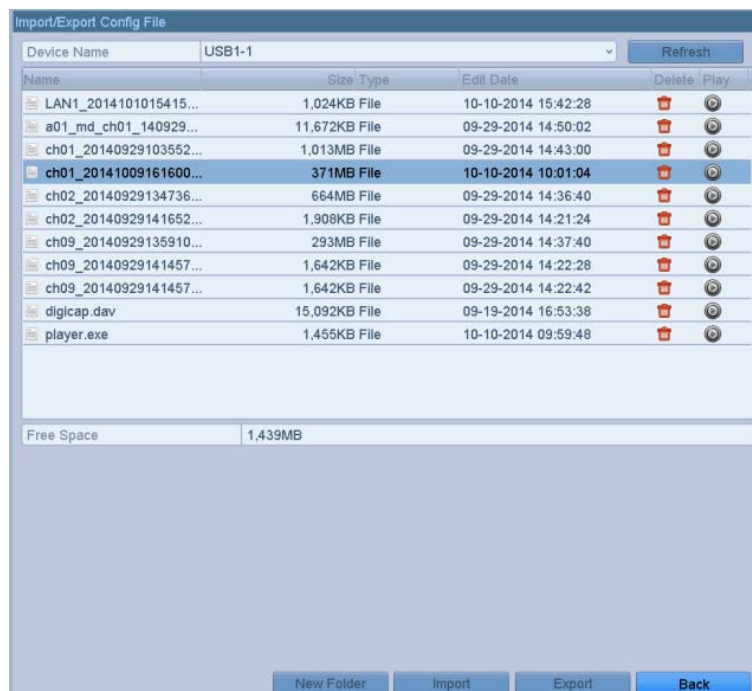 Import/Export Config File
Device Name USB1-1 Refresh
Name Size Type Edit Date Delete Play
LAN1_2014101015415... 1,024KB File 10-10-2014 15:42:28
a01_md_ch01_140929... 11,672KB File 09-29-2014 14:50:02
ch01_20140929103552... 1,013MB File 09-29-2014 14:43:00
ch01_20141009161600... 371MB File 10-10-2014 10:01:04
ch02_20140929134736... 664MB File 09-29-2014 14:36:40
ch02_20140929141652... 1,908KB File 09-29-2014 14:21:24
ch09_20140929135910... 293MB File 09-29-2014 14:37:40
ch09_20140929141457... 1,642KB File 09-29-2014 14:22:28
ch09_20140929141457... 1,642KB File 09-29-2014 14:22:42
digicap.dav 15,092KB File 09-19-2014 16:53:38
player.exe 1,455KB File 10-10-2014 09:59:48
Free Space 1,439MB
New Folder Import Export Back